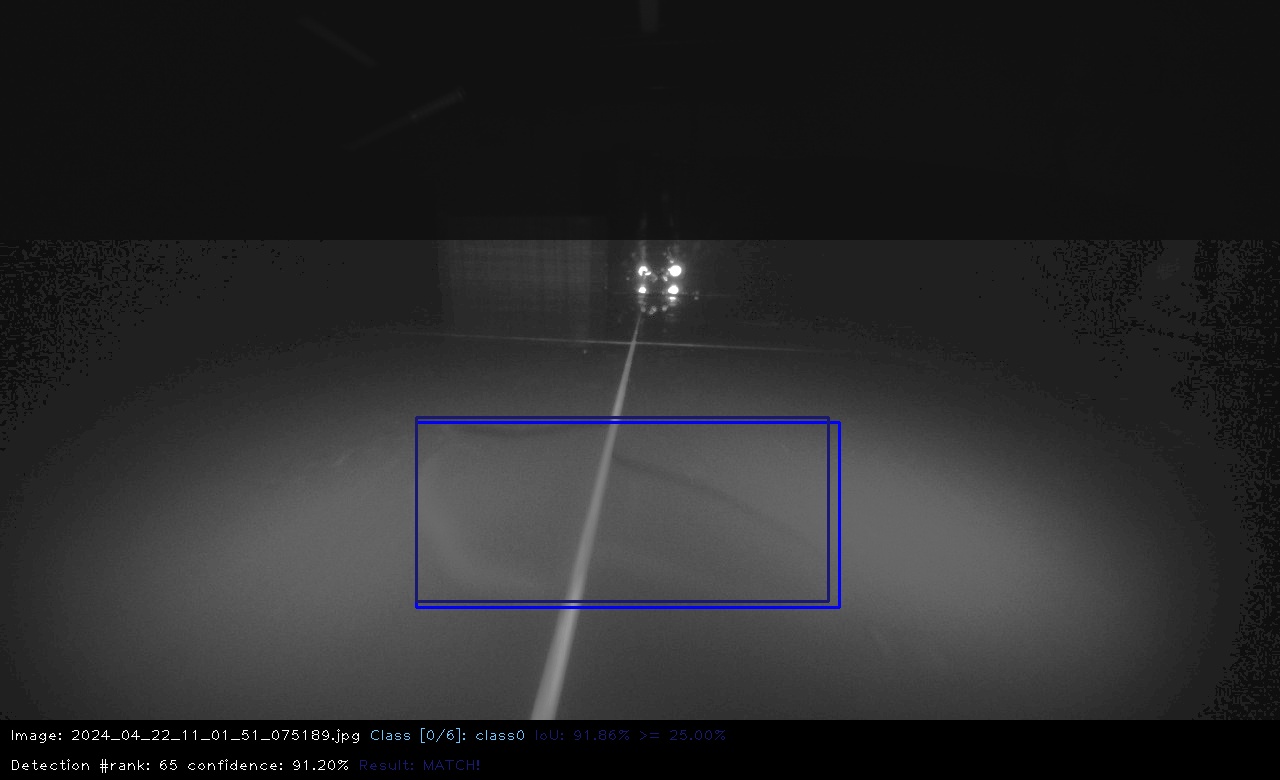 Image: 2024_04_22_11_01_51_075189.jpg Class [0/6]: class0 IoU: 91.86% >= 25.00%
Detection #rank: 65 confidence: 91.20% Result: MATCH!